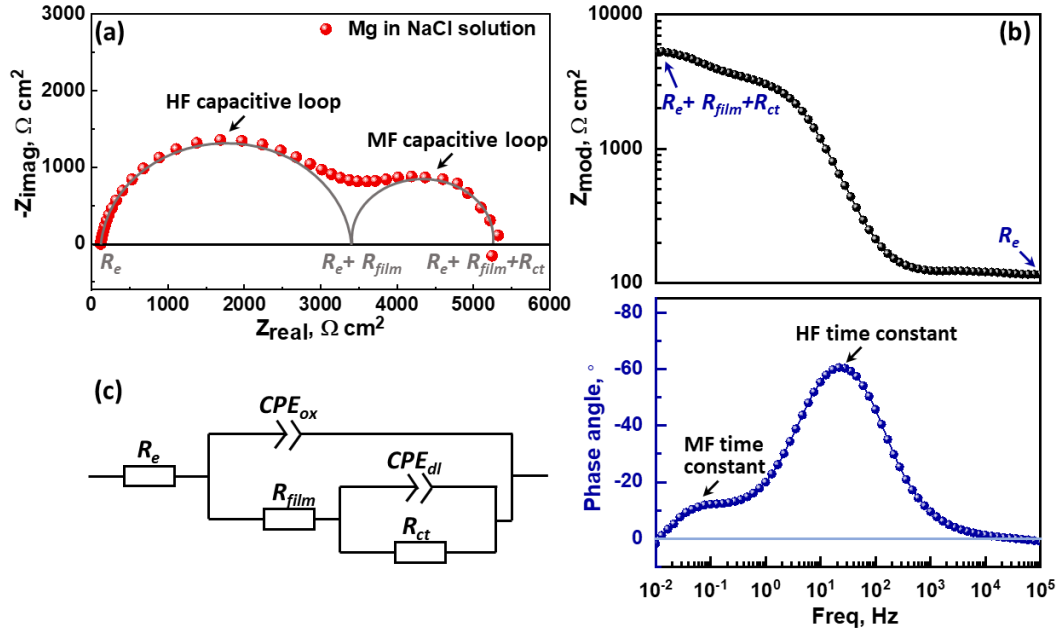 (a)
Mg in NaCl solution
HF capacitive loop
MF capacitive loop
-Zimag, Ω cm2
3000
2000
1000
0
Re
Re+ Rfilm
Re+ Rfilm+Rct
0 1000 2000 3000 4000 5000 6000
Zreal, Ω cm2
(b)
Zmod, Ω cm2
10000
1000
100
Re+ Rfilm+Rct
Re
Phase angle, °
-80
-60
-40
-20
0
HF time constant
MF time
constant
10-2 10-1 100 101 102 103 104 105
Freq, Hz
(c)
CPEox
Re
CPEdl
Rfilm
Rct